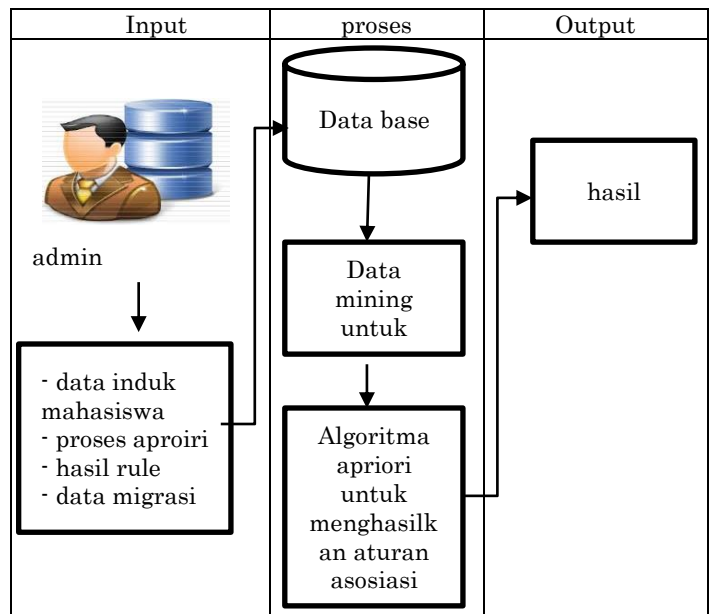 Input
proses
Output
admin
- data induk
mahasiswa
- proses aproiri
- hasil rule
- data migrasi
Data base
Data
mining
untuk
Algoritma
apriori
untuk
menghasilk
an aturan
asosiasi
hasil